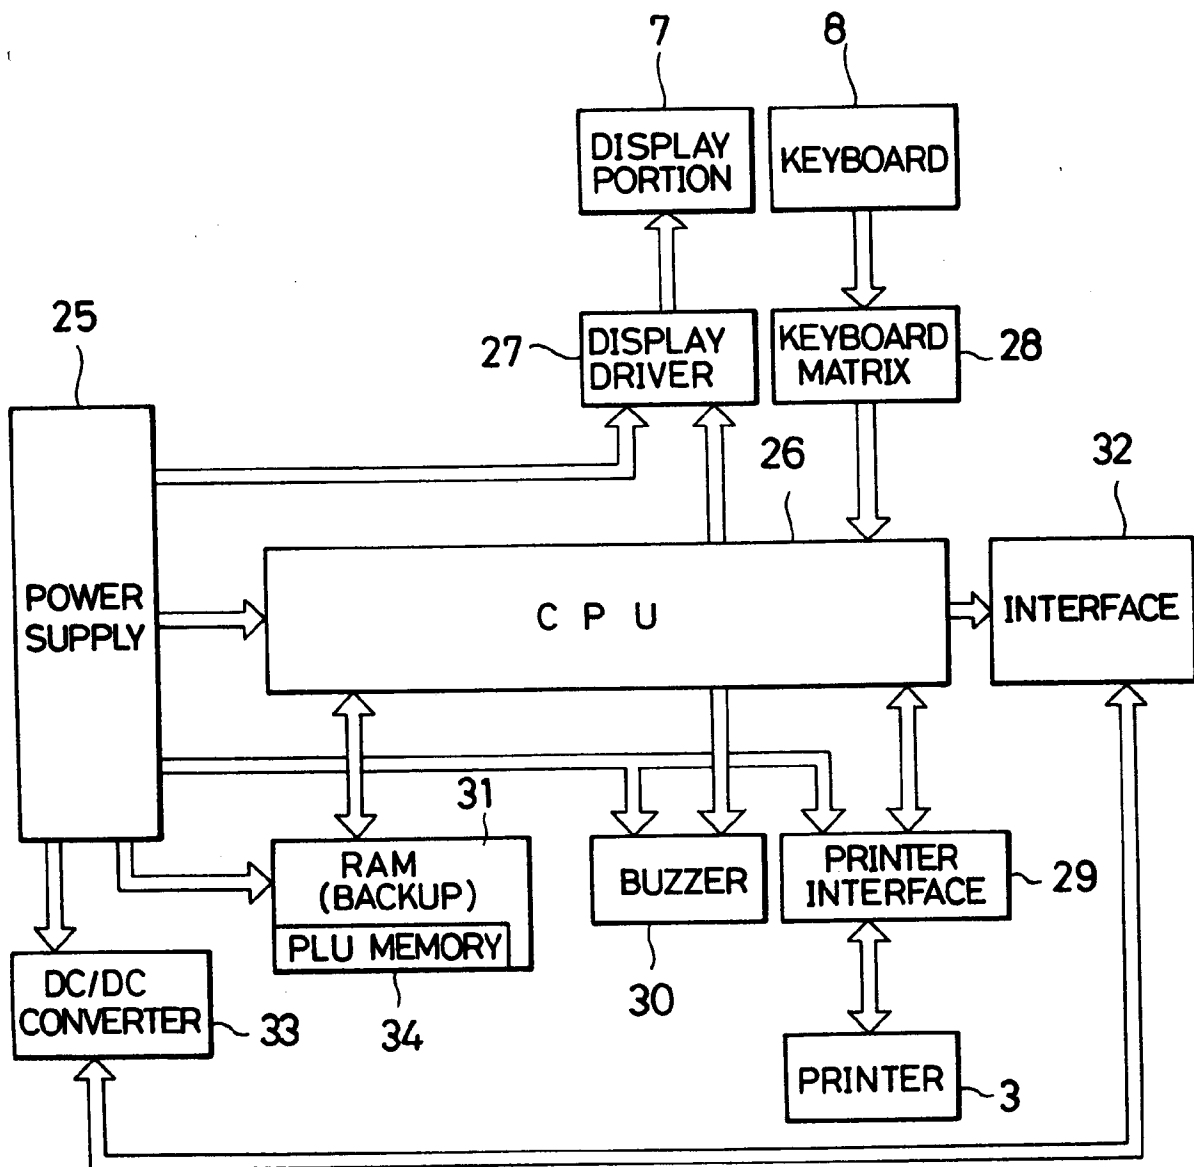 7
8
DISPLAY
PORTION
KEYBOARD
25
27
DISPLAY
DRIVER
KEYBOARD
MATRIX
28
26
32
POWER
SUPPLY
C P U
INTERFACE
31
RAM
(BACKUP)
PLU MEMORY
34
BUZZER
30
PRINTER
INTERFACE
29
DC/DC
CONVERTER
33
PRINTER
3